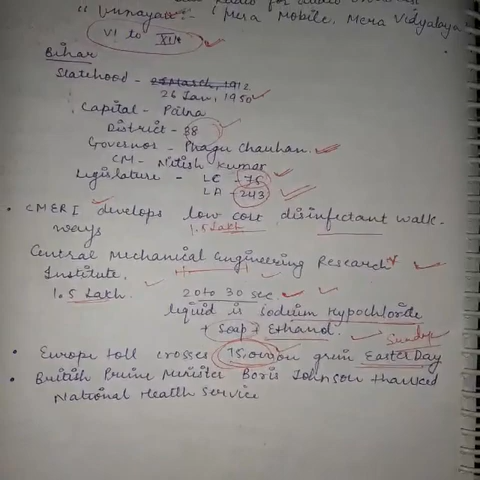 "Unnayan" :- "Mera Mobile, Mera Vidyalaya"
VI to XIIth
Bihar
Statehood - 22 March, 1912
26 Jan, 1950
Capital - Patna
District - 38
Governor - Phagu Chauhan.
CM - Nitish Kumar
Legislature - LC - 75
LA - 243
• CMERI develops low cost disinfectant walk-
ways 1.5 Lakh
Central Mechanical Engineering Research
Institute.
1.5 Lakh. 20 to 30 sec.
liquid is Sodium Hypochloride
+ Soap + Ethanol.
Sunday
• Europe toll crosses 75,000 on grim Easter Day
• British Prime Minister Boris Johnson thanked
National Health Service